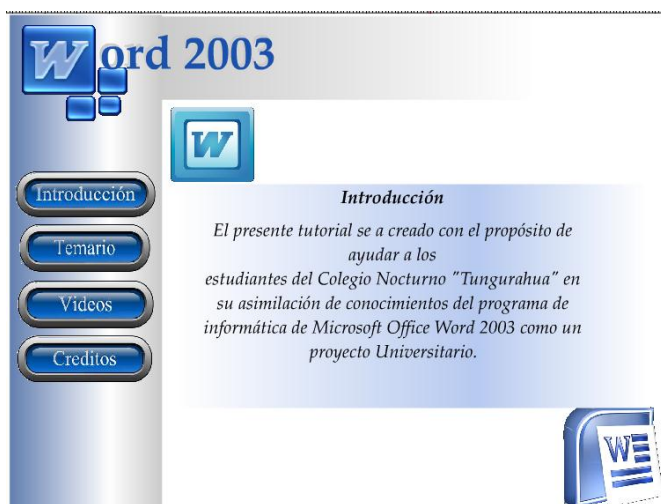 Word 2003
W
Introducción
Temario
Videos
Creditos
Introducción
El presente tutorial se a creado con el propósito de
ayudar a los
estudiantes del Colegio Nocturno "Tungurahua" en
su asimilación de conocimientos del programa de
informática de Microsoft Office Word 2003 como un
proyecto Universitario.
W